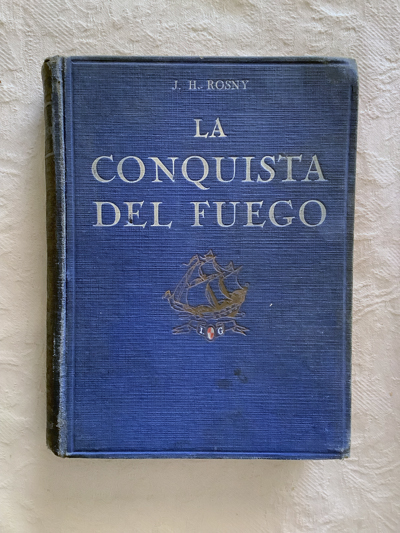 J. H. ROSNY
LA
CONQUISTA
DEL FUEGO
I G